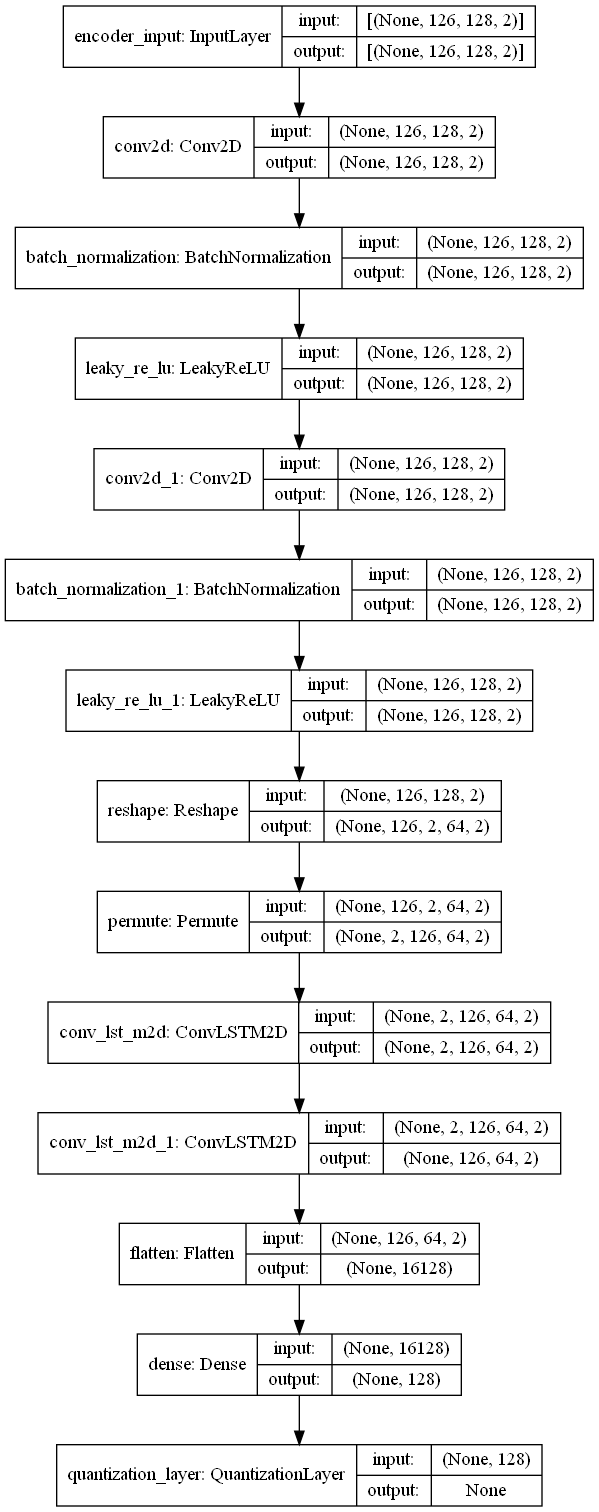 encoder_input: InputLayer
input: [(None, 126, 128, 2)]
output: [(None, 126, 128, 2)]
conv2d: Conv2D
input: (None, 126, 128, 2)
output: (None, 126, 128, 2)
batch_normalization: BatchNormalization
input: (None, 126, 128, 2)
output: (None, 126, 128, 2)
leaky_re_lu: LeakyReLU
input: (None, 126, 128, 2)
output: (None, 126, 128, 2)
conv2d_1: Conv2D
input: (None, 126, 128, 2)
output: (None, 126, 128, 2)
batch_normalization_1: BatchNormalization
input: (None, 126, 128, 2)
output: (None, 126, 128, 2)
leaky_re_lu_1: LeakyReLU
input: (None, 126, 128, 2)
output: (None, 126, 128, 2)
reshape: Reshape
input: (None, 126, 128, 2)
output: (None, 126, 2, 64, 2)
permute: Permute
input: (None, 126, 2, 64, 2)
output: (None, 2, 126, 64, 2)
conv_lst_m2d: ConvLSTM2D
input: (None, 2, 126, 64, 2)
output: (None, 2, 126, 64, 2)
conv_lst_m2d_1: ConvLSTM2D
input: (None, 2, 126, 64, 2)
output: (None, 126, 64, 2)
flatten: Flatten
input: (None, 126, 64, 2)
output: (None, 16128)
dense: Dense
input: (None, 16128)
output: (None, 128)
quantization_layer: QuantizationLayer
input: (None, 128)
output: None